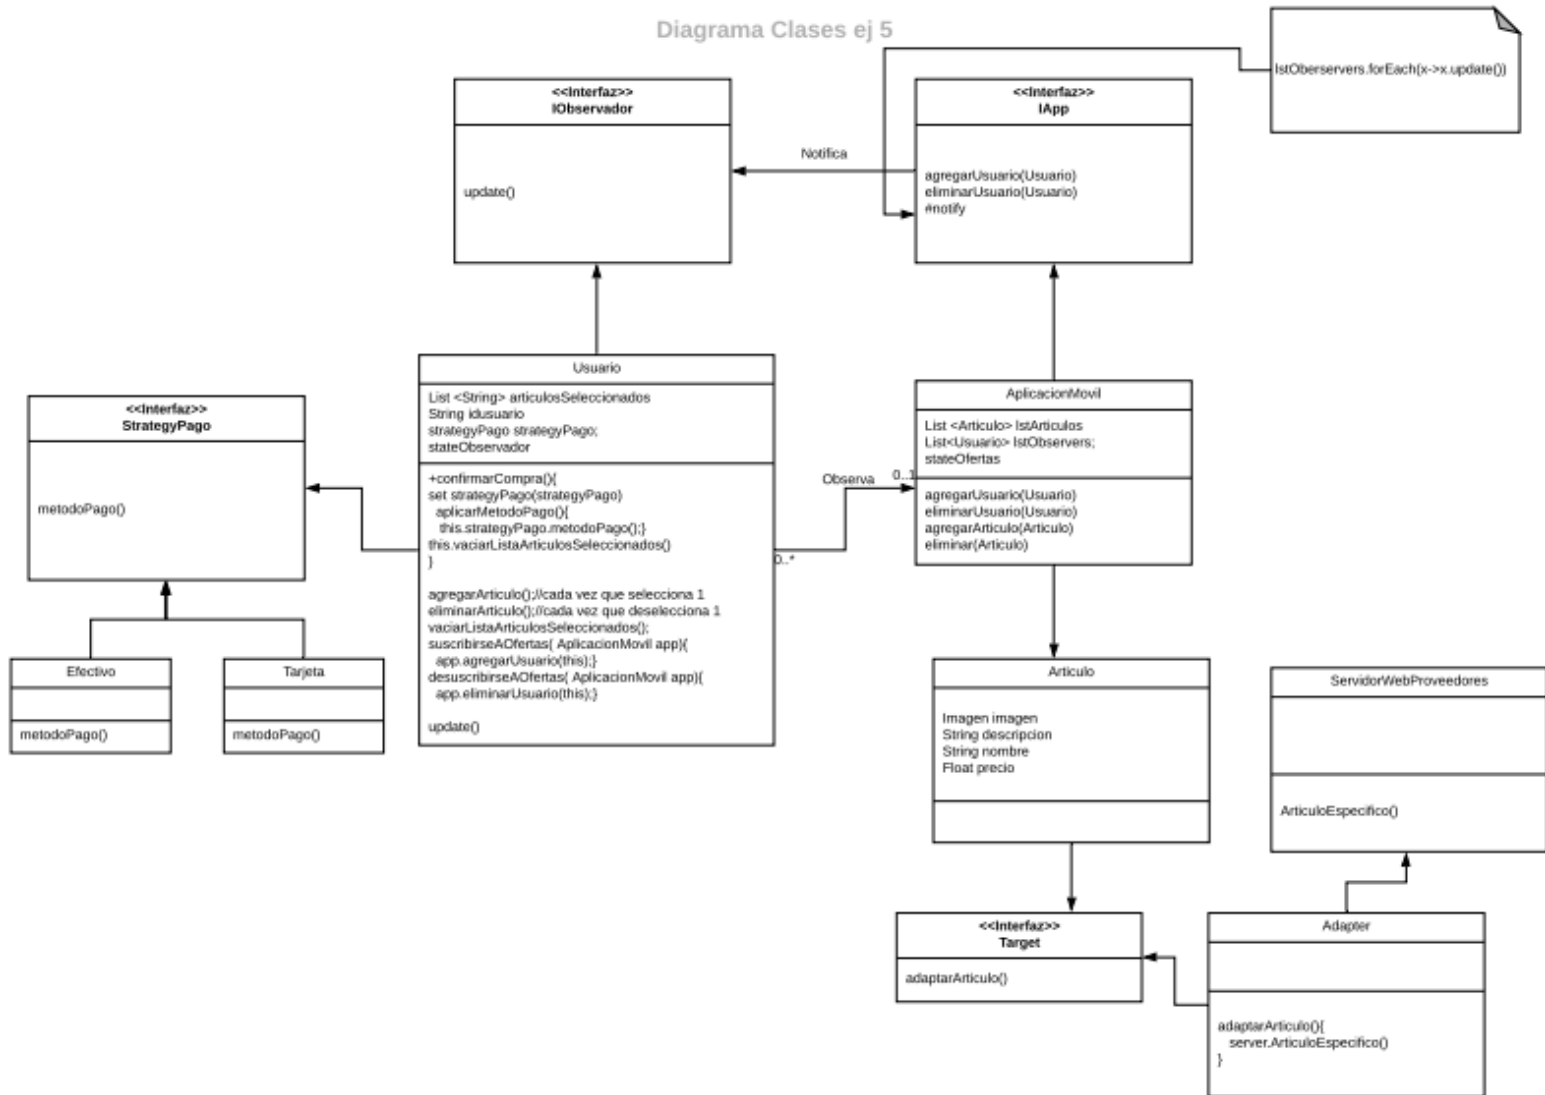 Diagrama Clases ej 5
lstOberservers.forEach(x->x.update())
<<Interfaz>>
IObservador
update()
<<Interfaz>>
IApp
agregarUsuario(Usuario)
eliminarUsuario(Usuario)
#notify
Notifica
<<Interfaz>>
StrategyPago
metodoPago()
Usuario
List <String> articulosSeleccionados
String idusuario
strategyPago strategyPago;
stateObservador
+confirmarCompra(){
set strategyPago(strategyPago)
aplicarMetodoPago(){
this.strategyPago.metodoPago();}
this.vaciarListaArticulosSeleccionados()
}
agregarArticulo();//cada vez que selecciona 1
eliminarArticulo();//cada vez que deselecciona 1
vaciarListaArticulosSeleccionados();
suscribirseAOfertas( AplicacionMovil app){
app.agregarUsuario(this);}
desuscribirseAOfertas( AplicacionMovil app){
app.eliminarUsuario(this);}
update()
Observa
0..1
0..*
AplicacionMovil
List <Articulo> lstArticulos
List<Usuario> lstObservers;
stateOfertas
agregarUsuario(Usuario)
eliminarUsuario(Usuario)
agregarArticulo(Articulo)
eliminar(Articulo)
Efectivo
metodoPago()
Tarjeta
metodoPago()
Articulo
Imagen imagen
String descripcion
String nombre
Float precio
ServidorWebProveedores
ArticuloEspecifico()
<<Interfaz>>
Target
adaptarArticulo()
Adapter
adaptarArticulo(){
server.ArticuloEspecifico()
}